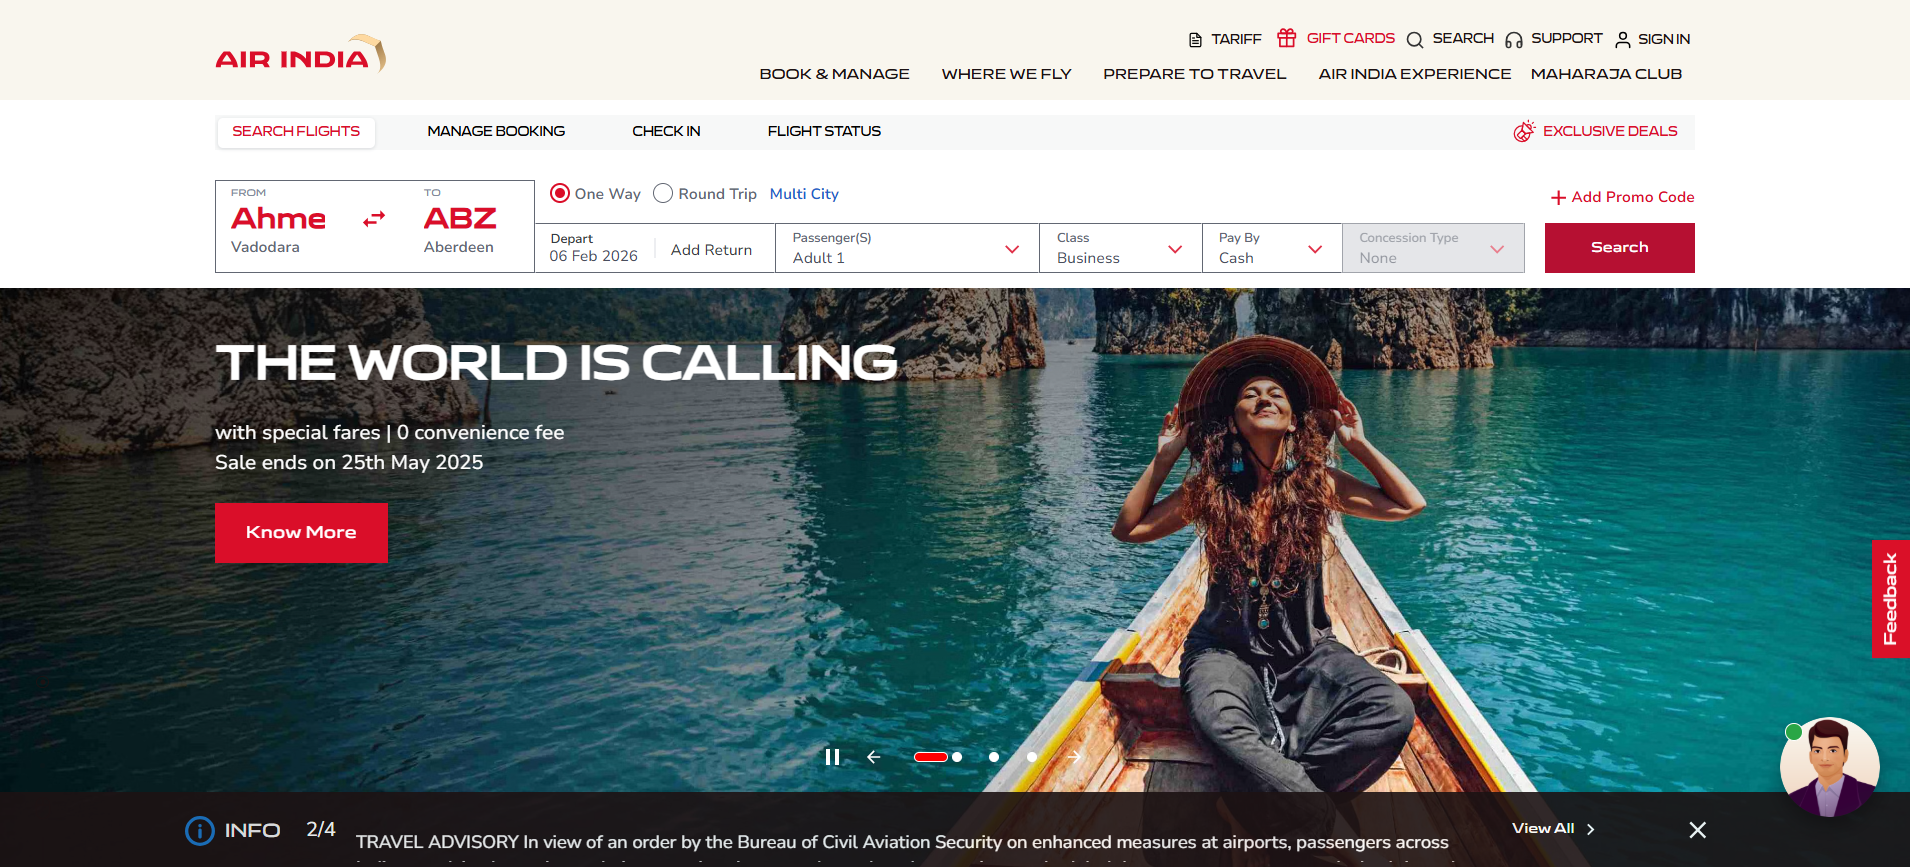 AIR INDIA
TARIFF GIFT CARDS SEARCH SUPPORT SIGN IN
BOOK & MANAGE WHERE WE FLY PREPARE TO TRAVEL AIR INDIA EXPERIENCE MAHARAJA CLUB
SEARCH FLIGHTS MANAGE BOOKING CHECK IN FLIGHT STATUS EXCLUSIVE DEALS
FROM
Ahme
Vadodara
TO
ABZ
Aberdeen
One Way Round Trip Multi City
Add Promo Code
Depart
06 Feb 2026
Add Return
Passenger(S)
Adult 1
Class
Business
Pay By
Cash
Concession Type
None
Search
THE WORLD IS CALLING
with special fares | 0 convenience fee
Sale ends on 25th May 2025
Know More
Feedback
INFO 2/4
TRAVEL ADVISORY In view of an order by the Bureau of Civil Aviation Security on enhanced measures at airports, passengers across
View All